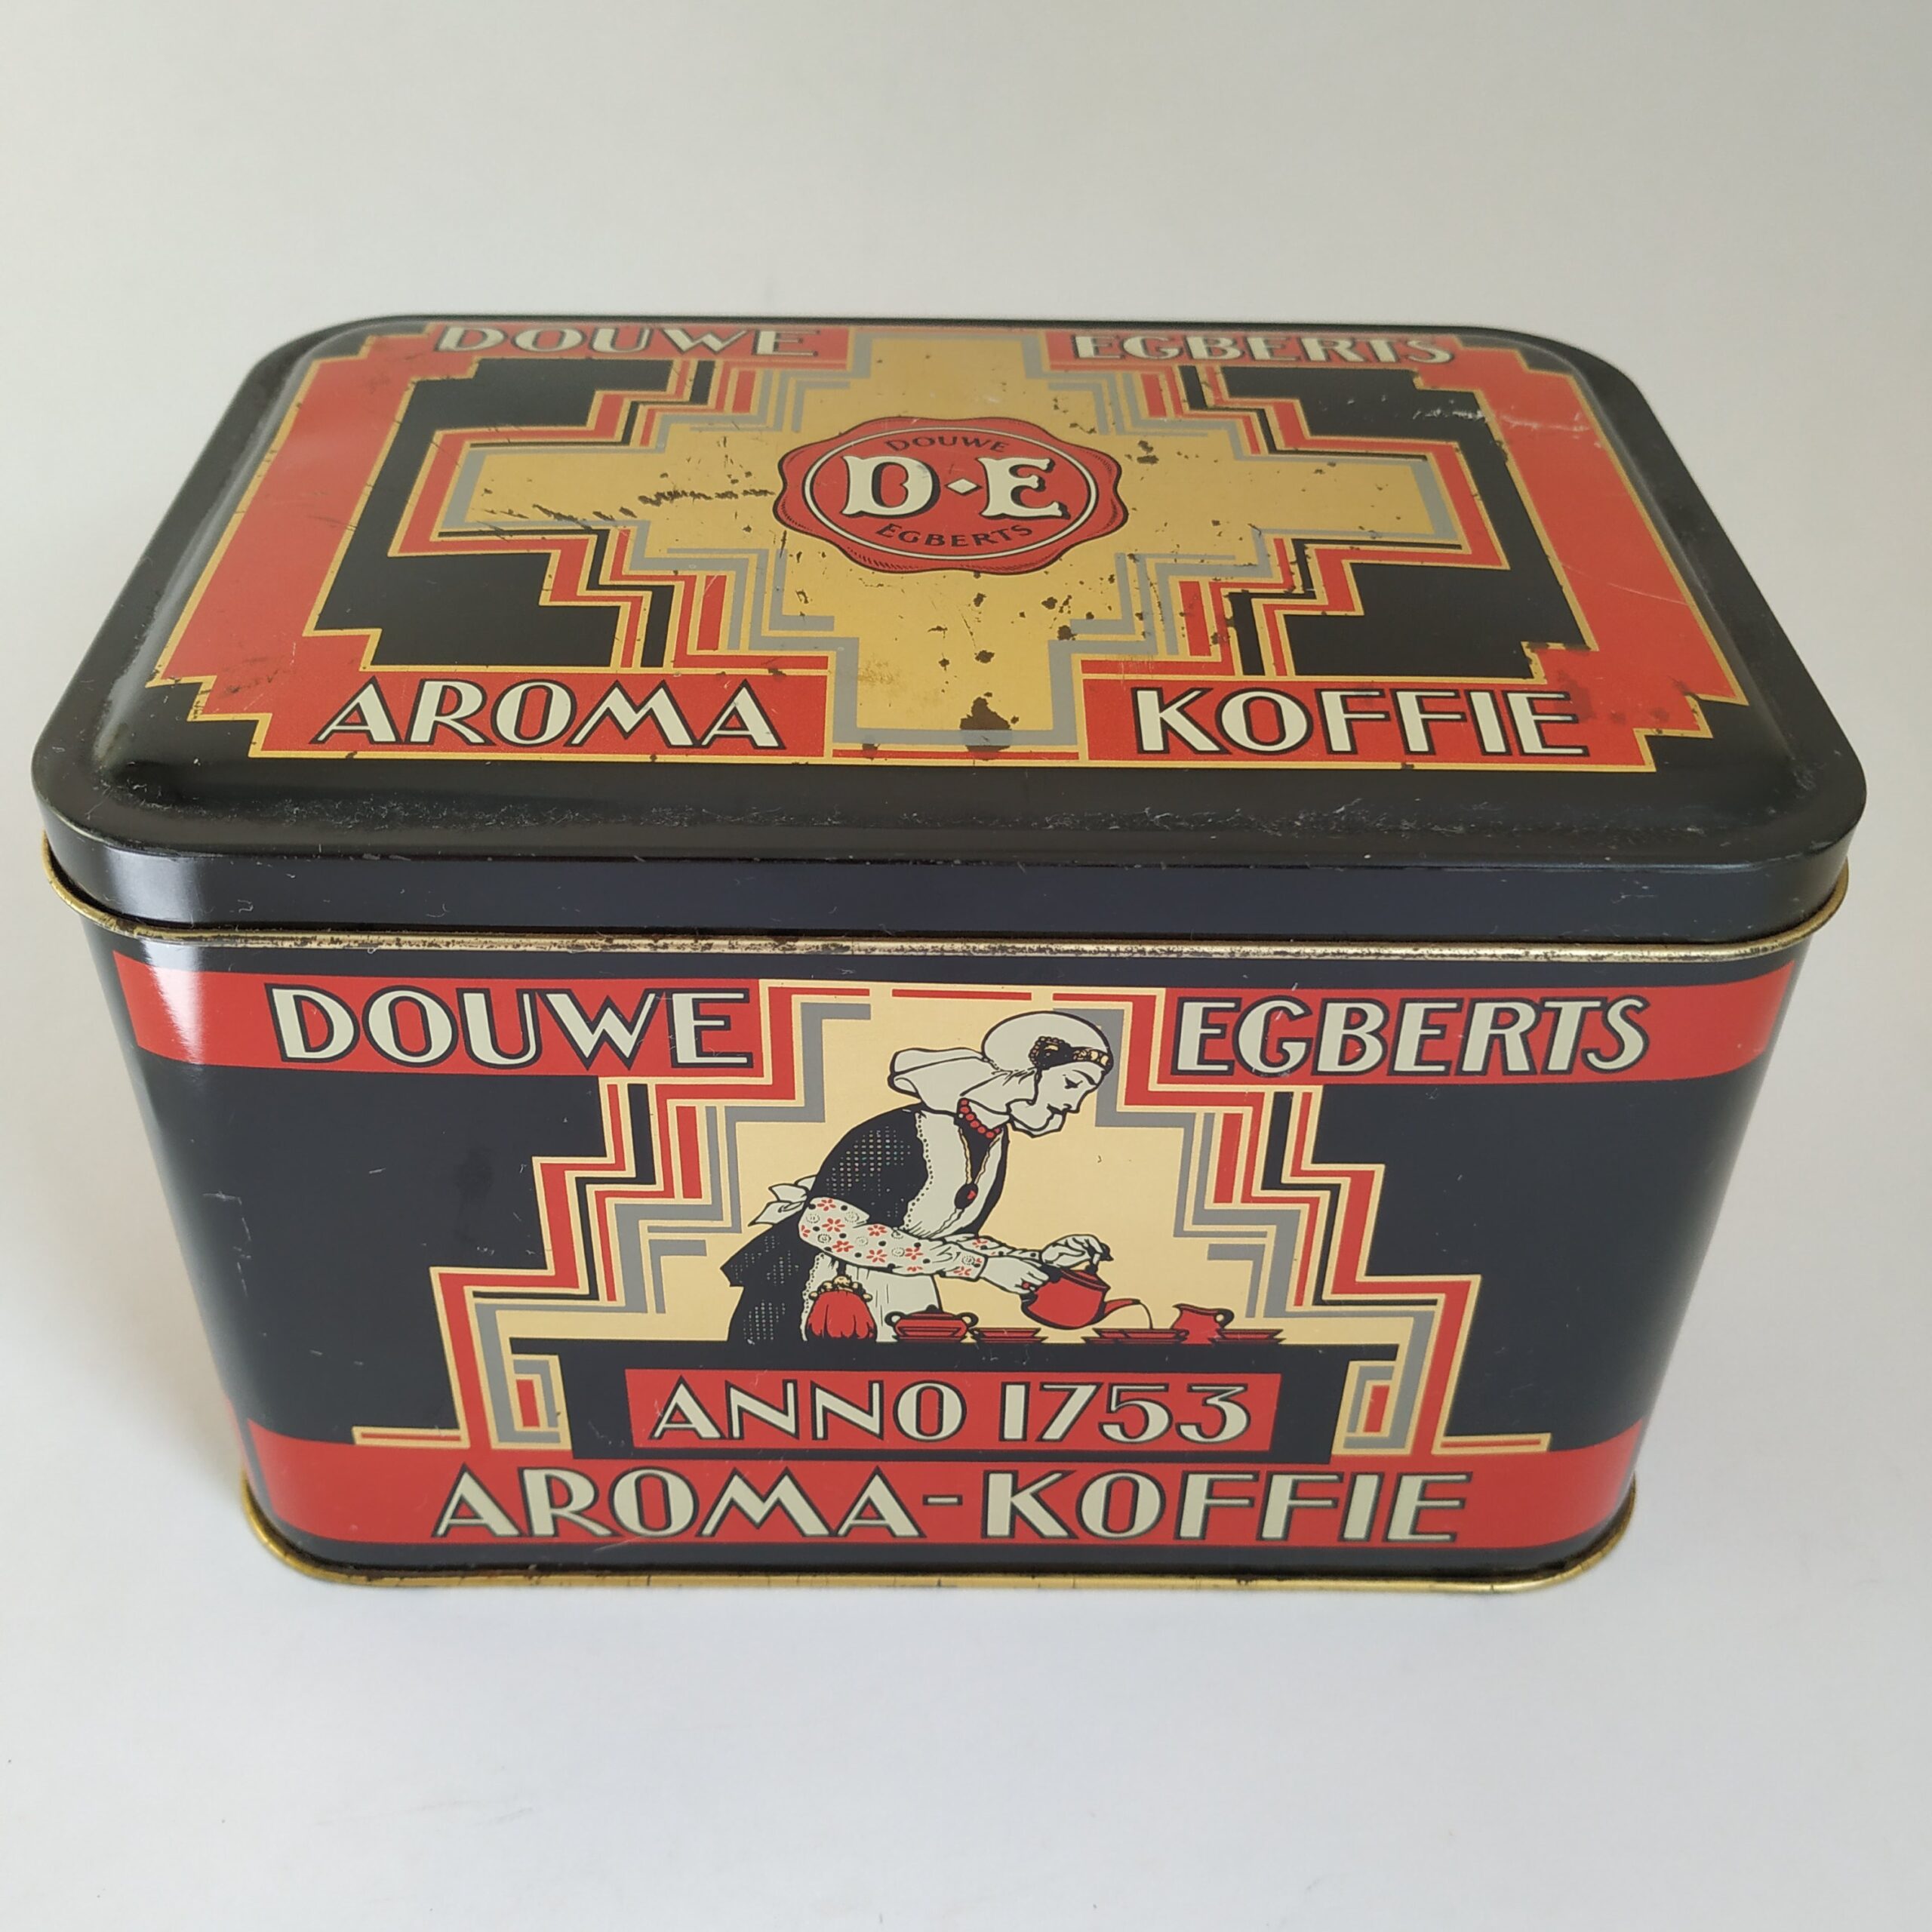 DOUWE EGBERTS
DOUWE
D◆E
EGBERTS
AROMA KOFFIE
DOUWE EGBERTS
ANNO 1753
AROMA-KOFFIE